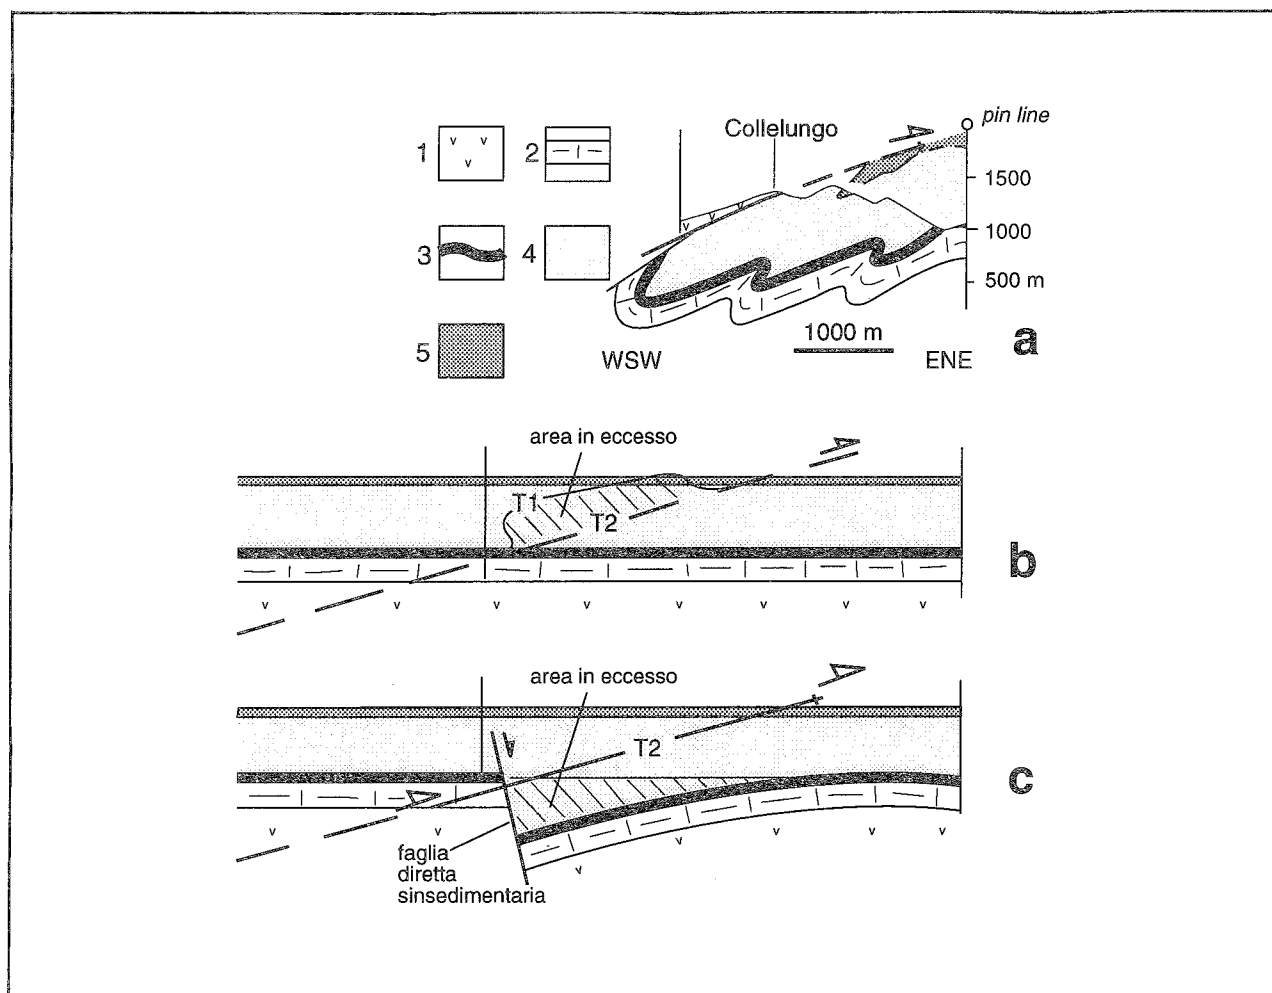 pin line
Collelungo
1
2
1500
3
4
1000
500 m
5
1000 m
WSW
ENE
a
area in eccesso
T1
T2
b
area in eccesso
T2
c
faglia
diretta
sinsedimentaria